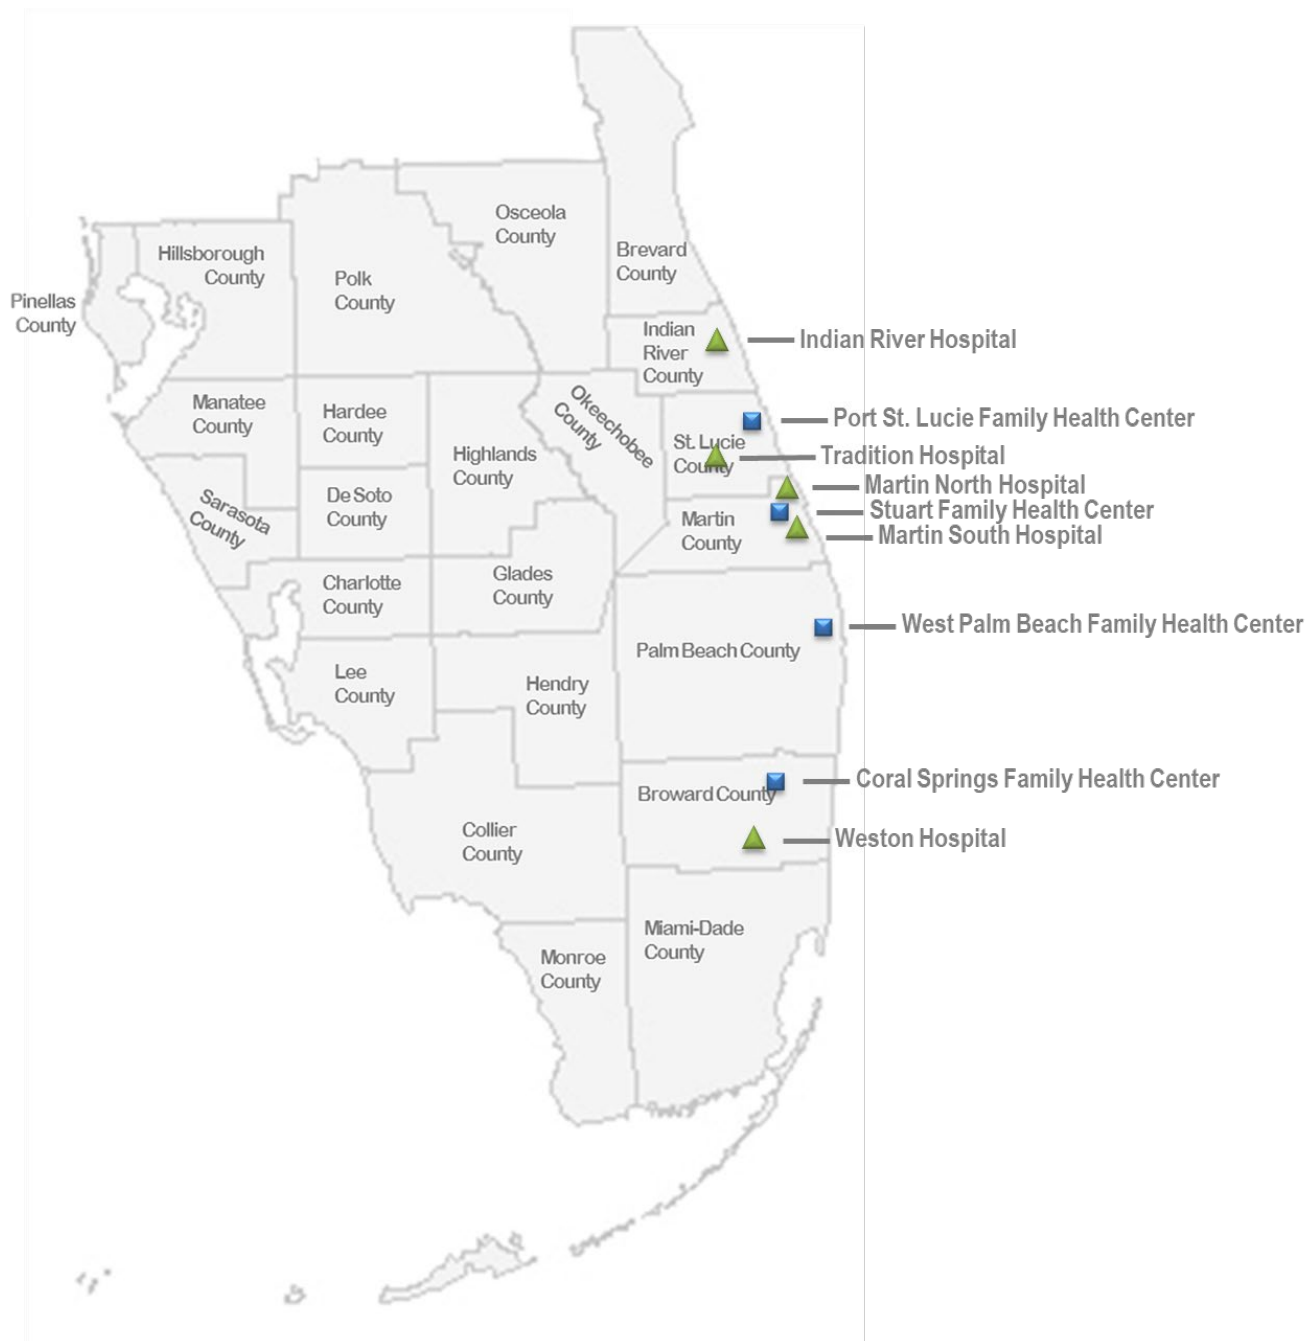 Osceola
County
Hillsborough
County
Brevard
County
Polk
County
Pinellas
County
Indian
River
County
Indian River Hospital
Manatee
County
Hardee
County
Okeechobee
County
Port St. Lucie Family Health Center
St. Lucie
County
Tradition Hospital
Highlands
County
Martin North Hospital
Sarasota
County
De Soto
County
Stuart Family Health Center
Martin
County
Martin South Hospital
Charlotte
County
Glades
County
West Palm Beach Family Health Center
Palm Beach County
Lee
County
Hendry
County
Coral Springs Family Health Center
Broward County
Collier
County
Weston Hospital
Miami-Dade
County
Monroe
County